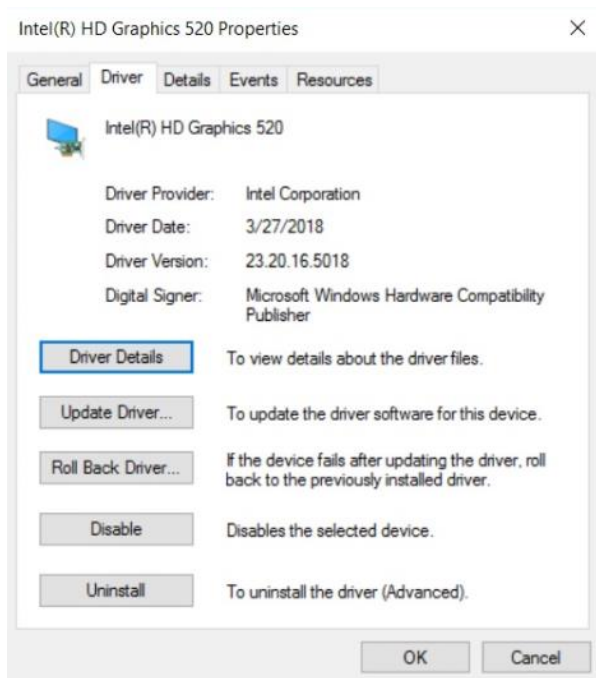 Intel(R) HD Graphics 520 Properties
General Driver Details Events Resources
Intel(R) HD Graphics 520
Driver Provider: Intel Corporation
Driver Date: 3/27/2018
Driver Version: 23.20.16.5018
Digital Signer: Microsoft Windows Hardware Compatibility
Publisher
Driver Details To view details about the driver files.
Update Driver... To update the driver software for this device.
Roll Back Driver... If the device fails after updating the driver, roll
back to the previously installed driver.
Disable Disables the selected device.
Uninstall To uninstall the driver (Advanced).
OK Cancel